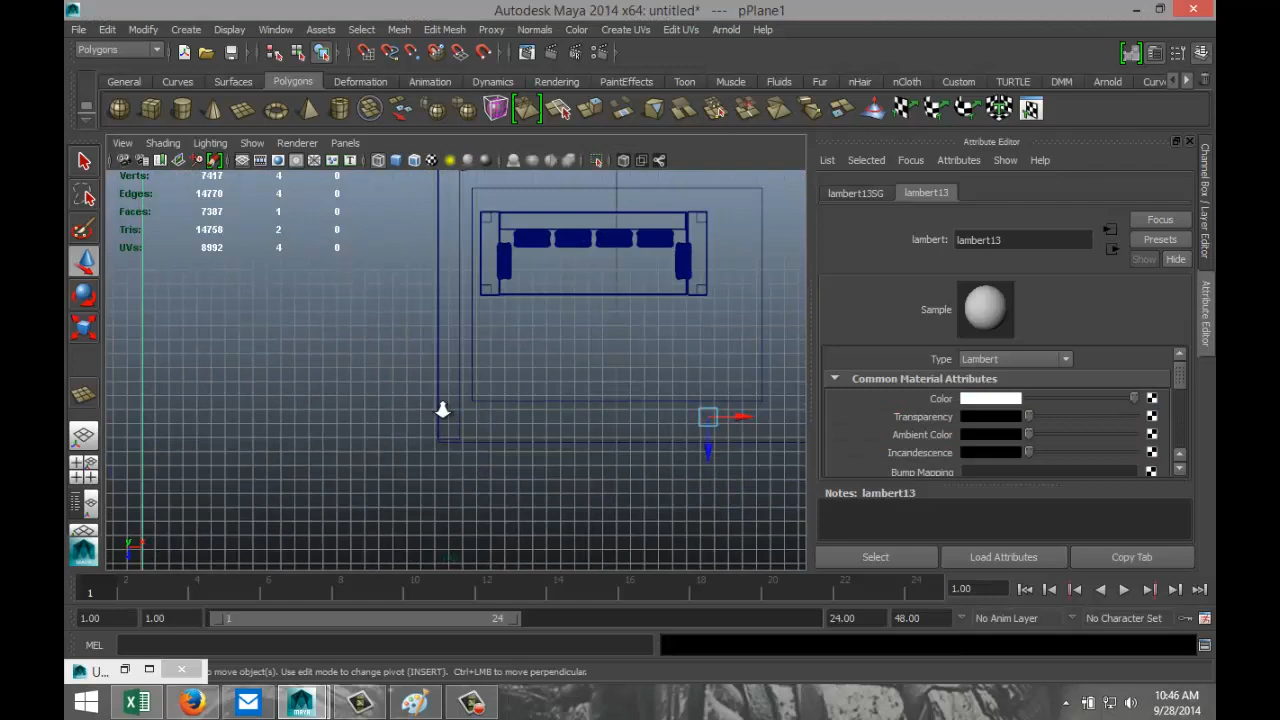 Autodesk Maya 2014 x64: untitled*   ---   pPlane1
File Edit Modify Create Display Window Assets Select Mesh Edit Mesh Proxy Normals Color Create UVs Edit UVs Arnold Help
Polygons
General Curves Surfaces Polygons Deformation Animation Dynamics Rendering PaintEffects Toon Muscle Fluids Fur nHair nCloth Custom TURTLE DMM Arnold Curv
View Shading Lighting Show Renderer Panels
Verts: 7417 4 0
Edges: 14770 4 0
Faces: 7387 1 0
Tris: 14758 2 0
UVs: 8992 4 0
Attribute Editor
List Selected Focus Attributes Show Help
lambert13SG lambert13
Focus
lambert: lambert13
Presets
Show Hide
Sample
Type Lambert
Common Material Attributes
Color
Transparency
Ambient Color
Incandescence
Bump Mapping
Notes: lambert13
Select Load Attributes Copy Tab
Channel Box / Layer Editor
Attribute Editor
y x
2 4 6 8 10 12 14 16 18 20 22 24
1
1.00
1.00 1.00 1 24 24.00 48.00 No Anim Layer No Character Set
MEL
U...
to move object(s). Use edit mode to change pivot [INSERT]. Ctrl+LMB to move perpendicular.
10:46 AM
9/28/2014